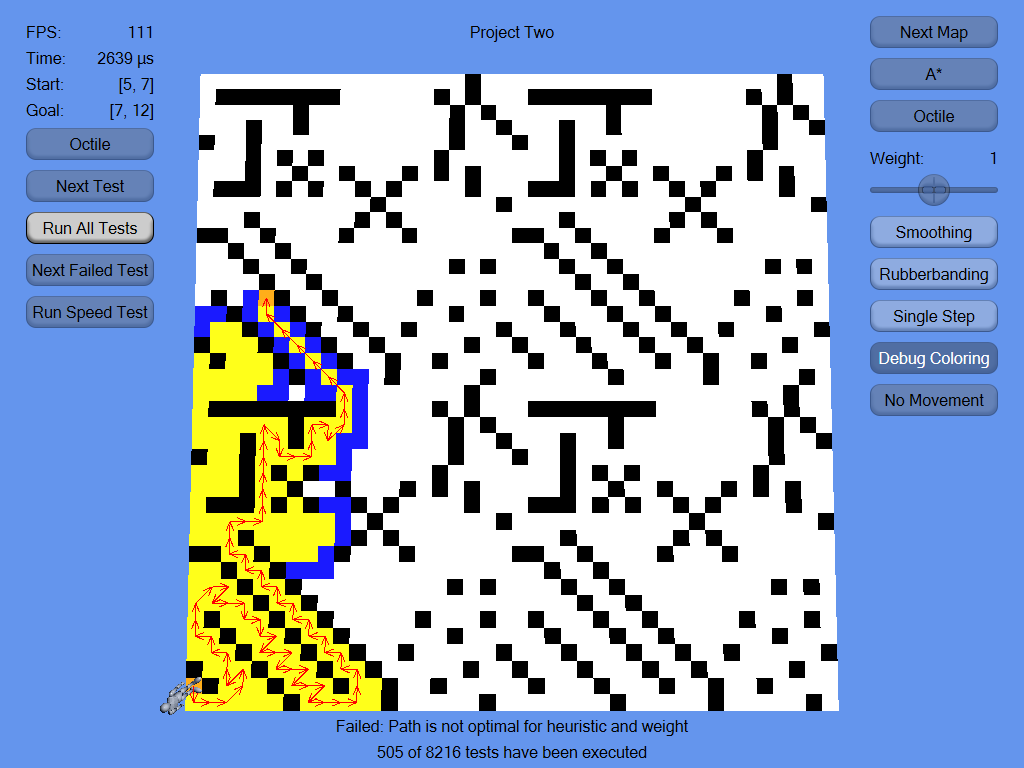 FPS: 111
Time: 2639 µs
Start: [5, 7]
Goal: [7, 12]
Octile
Next Test
Run All Tests
Next Failed Test
Run Speed Test
Project Two
Next Map
A*
Octile
Weight: 1
Smoothing
Rubberbanding
Single Step
Debug Coloring
No Movement
Failed: Path is not optimal for heuristic and weight
505 of 8216 tests have been executed